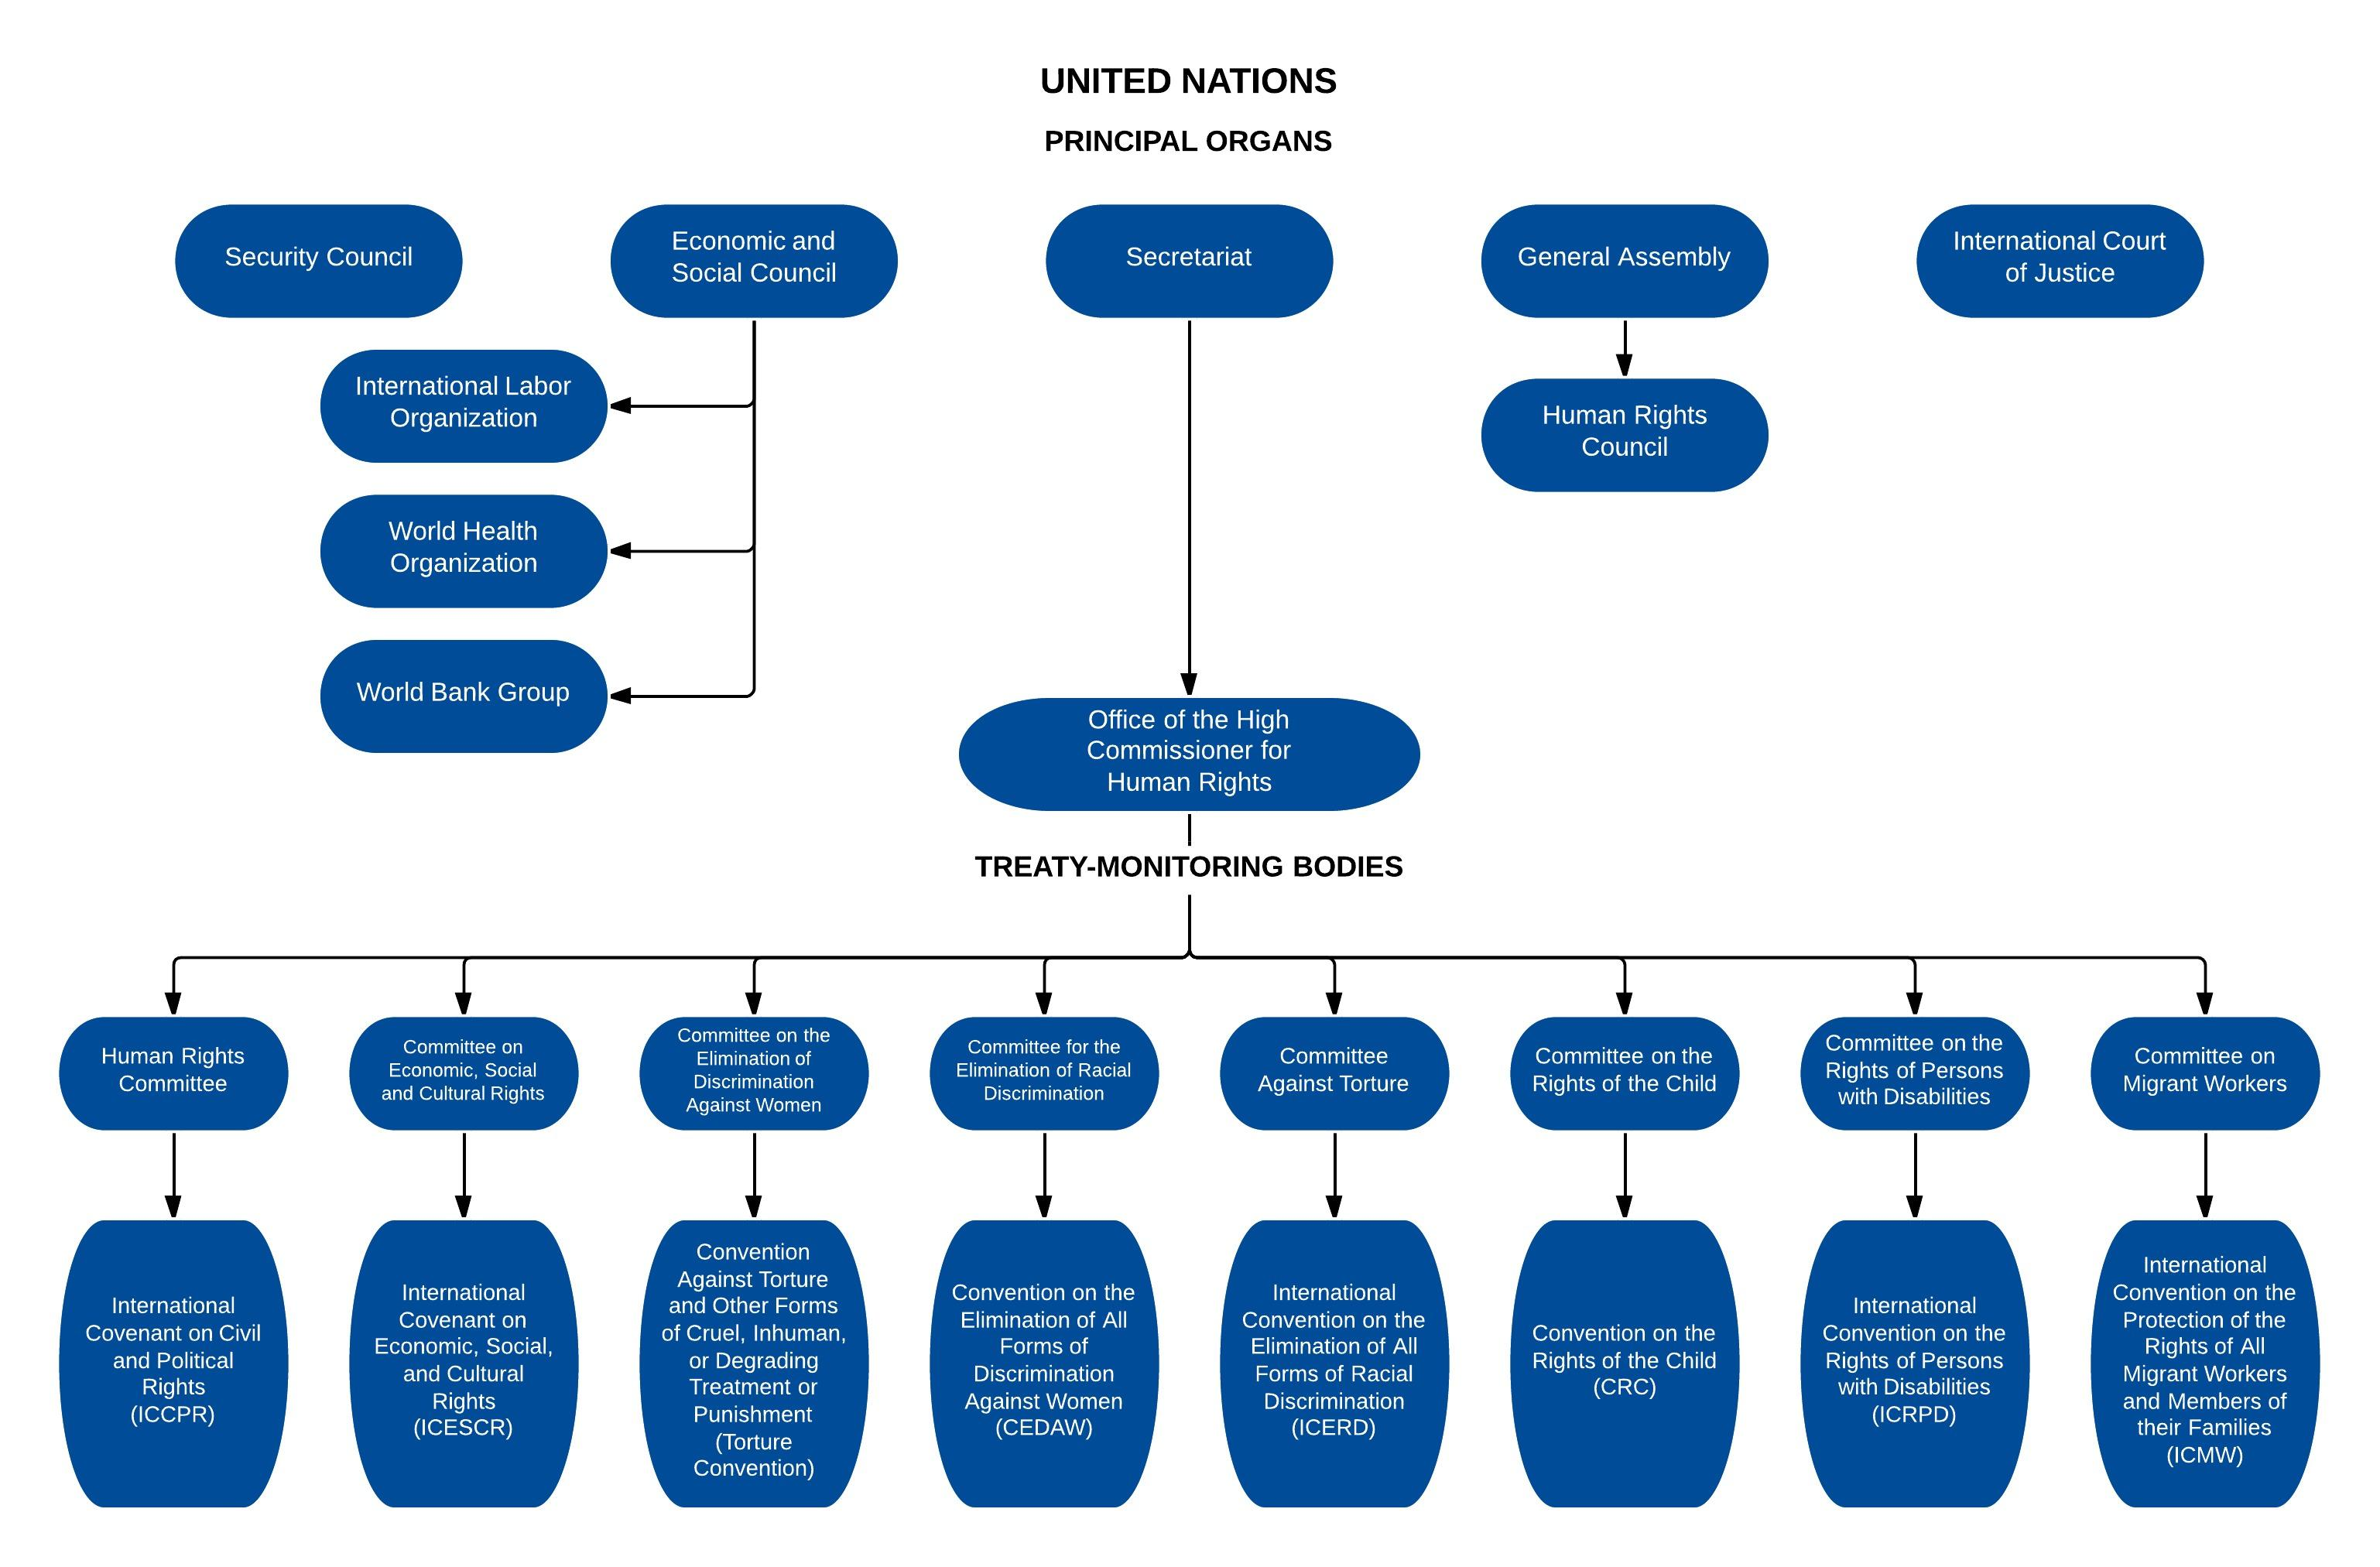 UNITED NATIONS
PRINCIPAL ORGANS
Security Council
Economic and
Social Council
Secretariat
General Assembly
International Court
of Justice
International Labor
Organization
World Health
Organization
World Bank Group
Human Rights
Council
Office of the High
Commissioner for
Human Rights
TREATY-MONITORING BODIES
Human Rights
Committee
Committee on
Economic, Social
and Cultural Rights
Committee on the
Elimination of
Discrimination
Against Women
Committee for the
Elimination of Racial
Discrimination
Committee
Against Torture
Committee on the
Rights of the Child
Committee on the
Rights of Persons
with Disabilities
Committee on
Migrant Workers
International
Covenant on Civil
and Political
Rights
(ICCPR)
International
Covenant on
Economic, Social,
and Cultural
Rights
(ICESCR)
Convention
Against Torture
and Other Forms
of Cruel, Inhuman,
or Degrading
Treatment or
Punishment
(Torture
Convention)
Convention on the
Elimination of All
Forms of
Discrimination
Against Women
(CEDAW)
International
Convention on the
Elimination of All
Forms of Racial
Discrimination
(ICERD)
Convention on the
Rights of the Child
(CRC)
International
Convention on the
Rights of Persons
with Disabilities
(ICRPD)
International
Convention on the
Protection of the
Rights of All
Migrant Workers
and Members of
their Families
(ICMW)